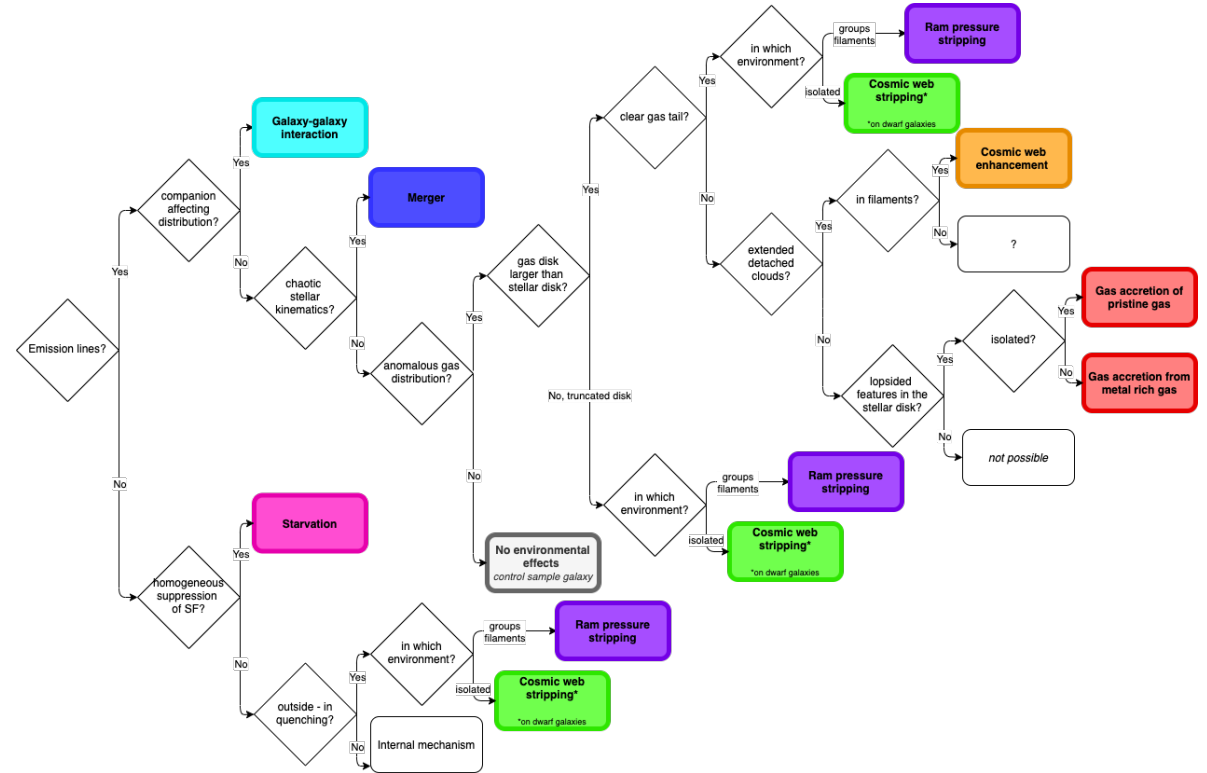 in which
environment?
groups
filaments
Ram pressure
stripping
isolated
Cosmic web
stripping*
*on dwarf galaxies
Yes
clear gas tail?
Galaxy-galaxy
interaction
Yes
companion
affecting
distribution?
Merger
Yes
No
chaotic
stellar
kinematics?
Yes
No
Yes
gas disk
larger than
stellar disk?
Yes
No
extended
detached
clouds?
Yes
in filaments?
Yes
Cosmic web
enhancement
No
?
Emission lines?
Yes
No
anomalous gas
distribution?
Yes
No, truncated disk
No
lopsided
features in the
stellar disk?
Yes
isolated?
Yes
Gas accretion of
pristine gas
No
Gas accretion from
metal rich gas
No
not possible
in which
environment?
groups
filaments
Ram pressure
stripping
isolated
Cosmic web
stripping*
*on dwarf galaxies
No
No environmental
effects
control sample galaxy
No
homogeneous
suppression
of SF?
Yes
Starvation
No
outside - in
quenching?
Yes
in which
environment?
groups
filaments
Ram pressure
stripping
isolated
Cosmic web
stripping*
*on dwarf galaxies
No
Internal mechanism